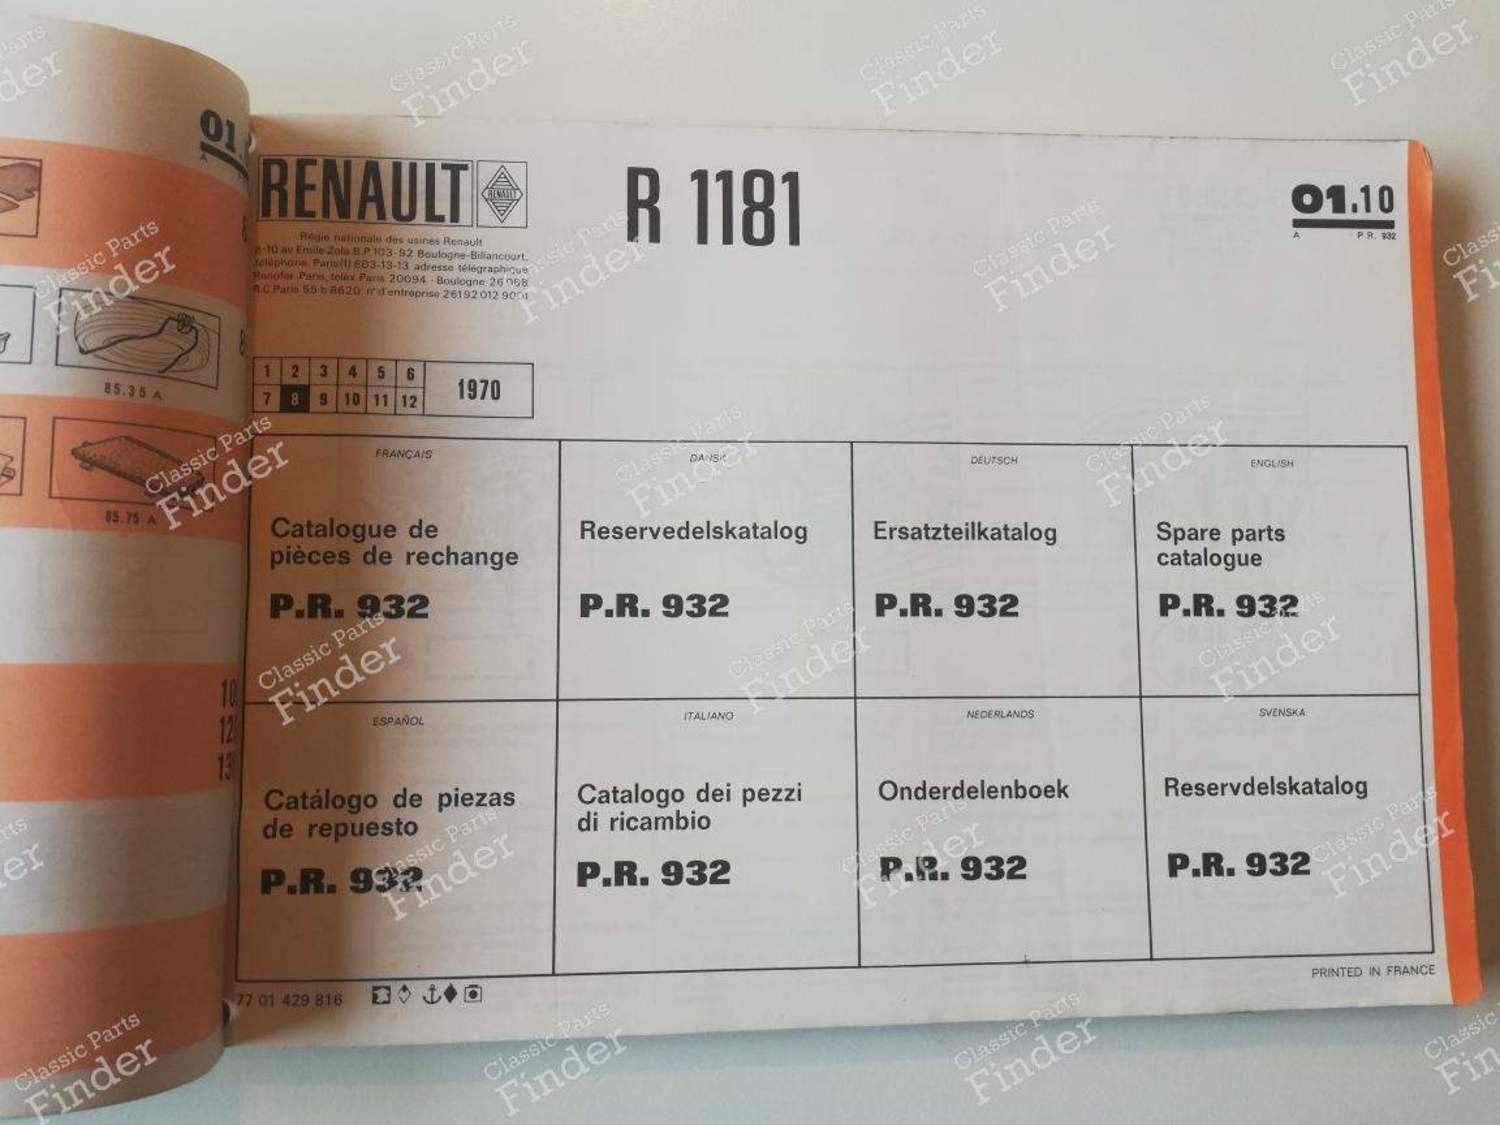 01.
A
85.35 A
85.75 A
RENAULT
RENAULT
Régie nationale des usines Renault
8-10 av Emile Zola B.P 103-92 Boulogne-Billancourt.
téléphone: Paris (1) 603-13-13 adresse télégraphique
Renofer-Paris, telex Paris 20094 - Boulogne 26 068
R.C. Paris 55 b 8620 n° d'entreprise 261 92 012 9001
R 1181
01.10
A P.R. 932
1 2 3 4 5 6
7 8 9 10 11 12
1970
FRANÇAIS
Catalogue de
pièces de rechange
P.R. 932
DANSK
Reservedelskatalog
P.R. 932
DEUTSCH
Ersatzteilkatalog
P.R. 932
ENGLISH
Spare parts
catalogue
P.R. 932
ESPAÑOL
Catálogo de piezas
de repuesto
P.R. 932
ITALIANO
Catalogo dei pezzi
di ricambio
P.R. 932
NEDERLANDS
Onderdelenboek
P.R. 932
SVENSKA
Reservdelskatalog
P.R. 932
77 01 429 816
PRINTED IN FRANCE
Classic Parts
Finder